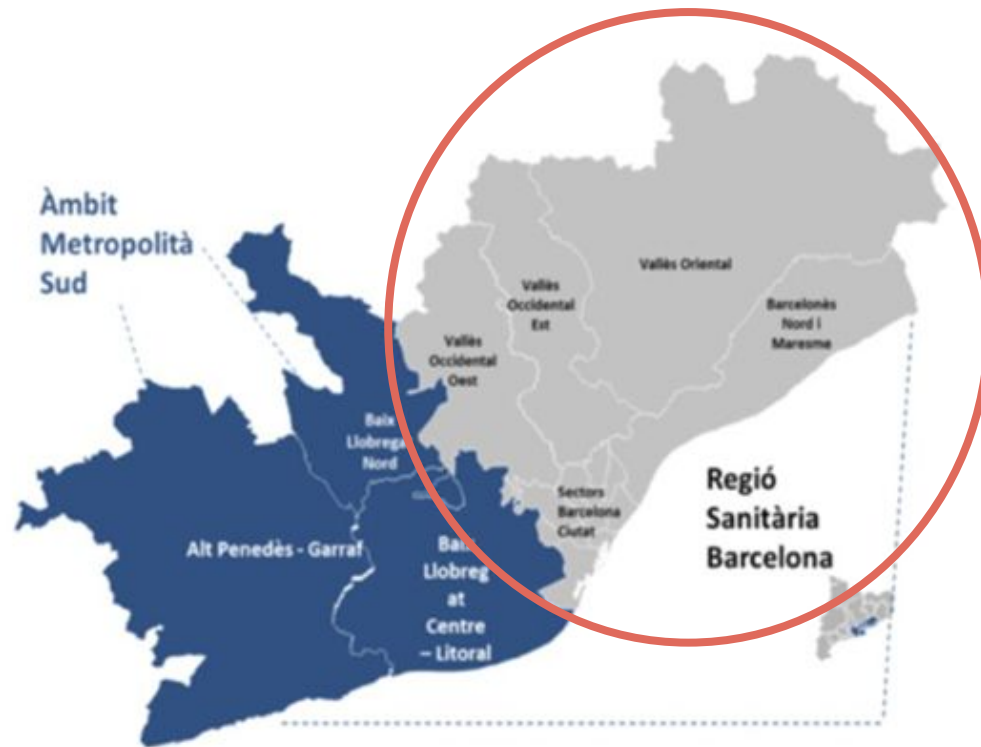 Àmbit
Metropolità
Sud
Vallès Oriental
Vallès
Occidental
Est
Barcelonès
Nord i
Maresme
Vallès
Occidental
Oest
Baix
Llobrega
Nord
Sectors
Barcelona
Ciutat
Regió
Sanitària
Barcelona
Alt Penedès - Garraf
Baix
Llobreg
at
Centre
– Litoral